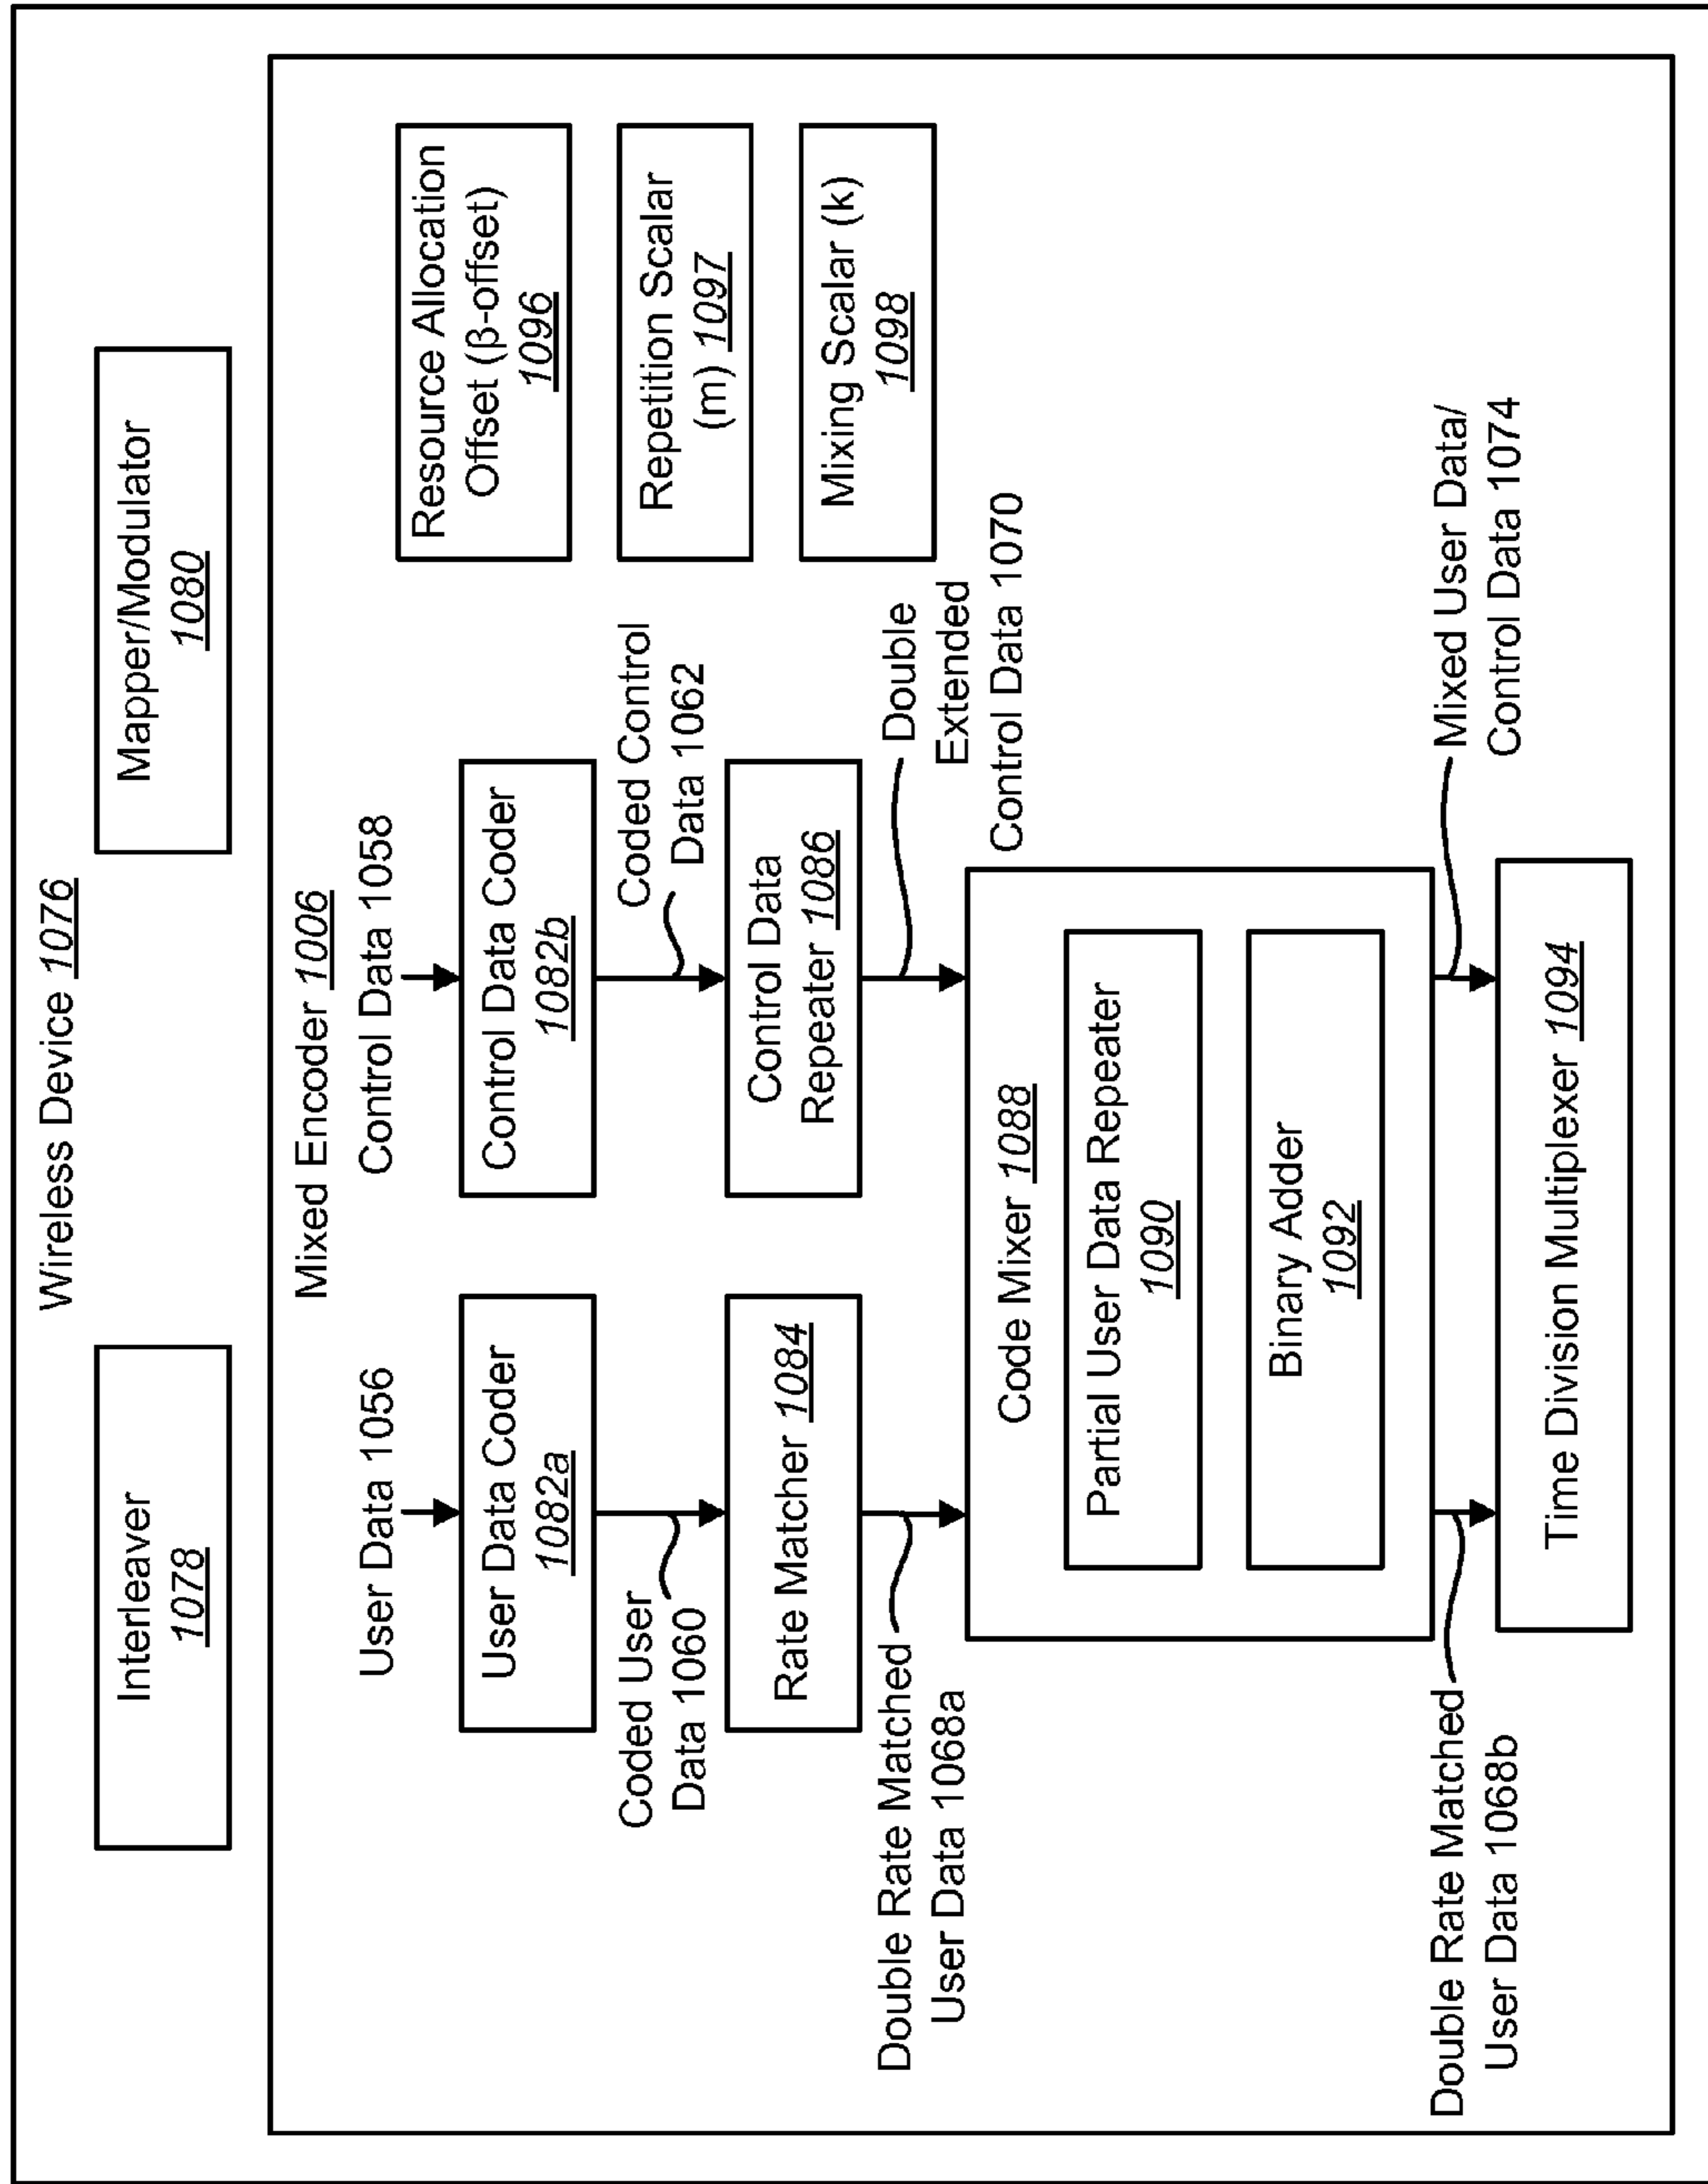 Wireless Device 1076
Interleaver
1078
Mapper/Modulator
1080
Mixed Encoder 1006
User Data 1056
Control Data 1058
User Data Coder
1082a
Control Data Coder
1082b
Resource Allocation
Offset (β-offset)
1096
Coded User
Data 1060
Coded Control
Data 1062
Repetition Scalar
(m) 1097
Rate Matcher 1084
Control Data
Repeater 1086
Mixing Scalar (k)
1098
Double Rate Matched
User Data 1068a
Double
Extended
Control Data 1070
Code Mixer 1088
Partial User Data Repeater
1090
Binary Adder
1092
Double Rate Matched
User Data 1068b
Mixed User Data/
Control Data 1074
Time Division Multiplexer 1094